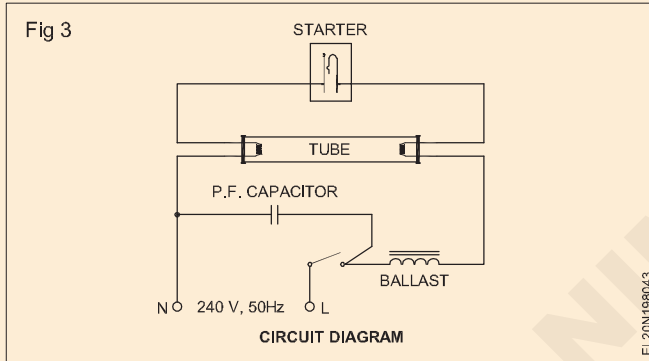 Fig 3
STARTER
TUBE
P.F. CAPACITOR
BALLAST
N 240 V, 50Hz L
CIRCUIT DIAGRAM
EL20N198043